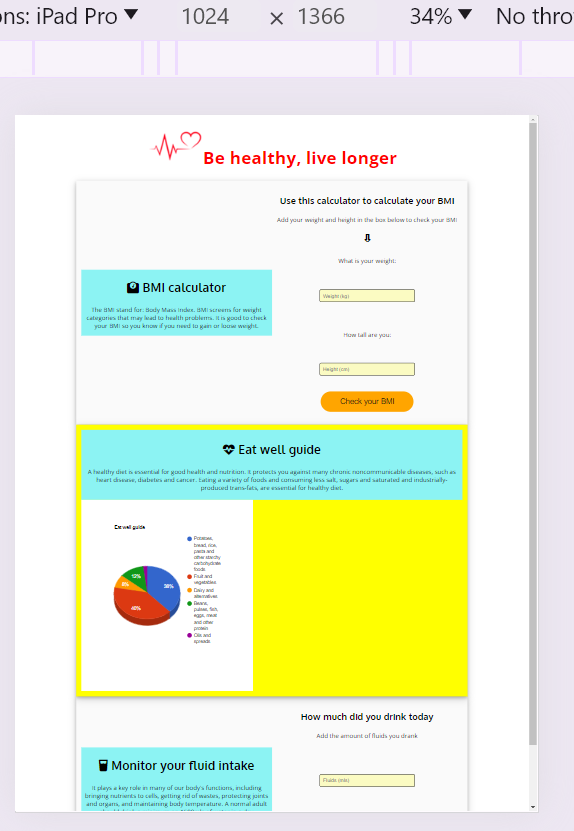 ons: iPad Pro ▼ 1024 × 1366 34% ▼ No thro
Be healthy, live longer
Use this calculator to calculate your BMI
Add your weight and height in the box below to check your BMI
What is your weight:
Weight (kg)
How tall are you:
Height (cm)
Check your BMI
BMI calculator
The BMI stand for: Body Mass Index. BMI screens for weight
categories that may lead to health problems. It is good to check
your BMI so you know if you need to gain or loose weight.
Eat well guide
A healthy diet is essential for good health and nutrition. It protects you against many chronic noncommunicable diseases, such as
heart disease, diabetes and cancer. Eating a variety of foods and consuming less salt, sugars and saturated and industrially-
produced trans-fats, are essential for healthy diet.
Eat well guide
38%
40%
8%
12%
Potatoes,
bread, rice,
pasta and
other starchy
carbohydrate
foods
Fruit and
vegetables
Dairy and
alternatives
Beans,
pulses, fish,
eggs, meat
and other
protein
Oils and
spreads
How much did you drink today
Add the amount of fluids you drank
Fluids (mls)
Monitor your fluid intake
It plays a key role in many of our body's functions, including
bringing nutrients to cells, getting rid of wastes, protecting joints
and organs, and maintaining body temperature. A normal adult